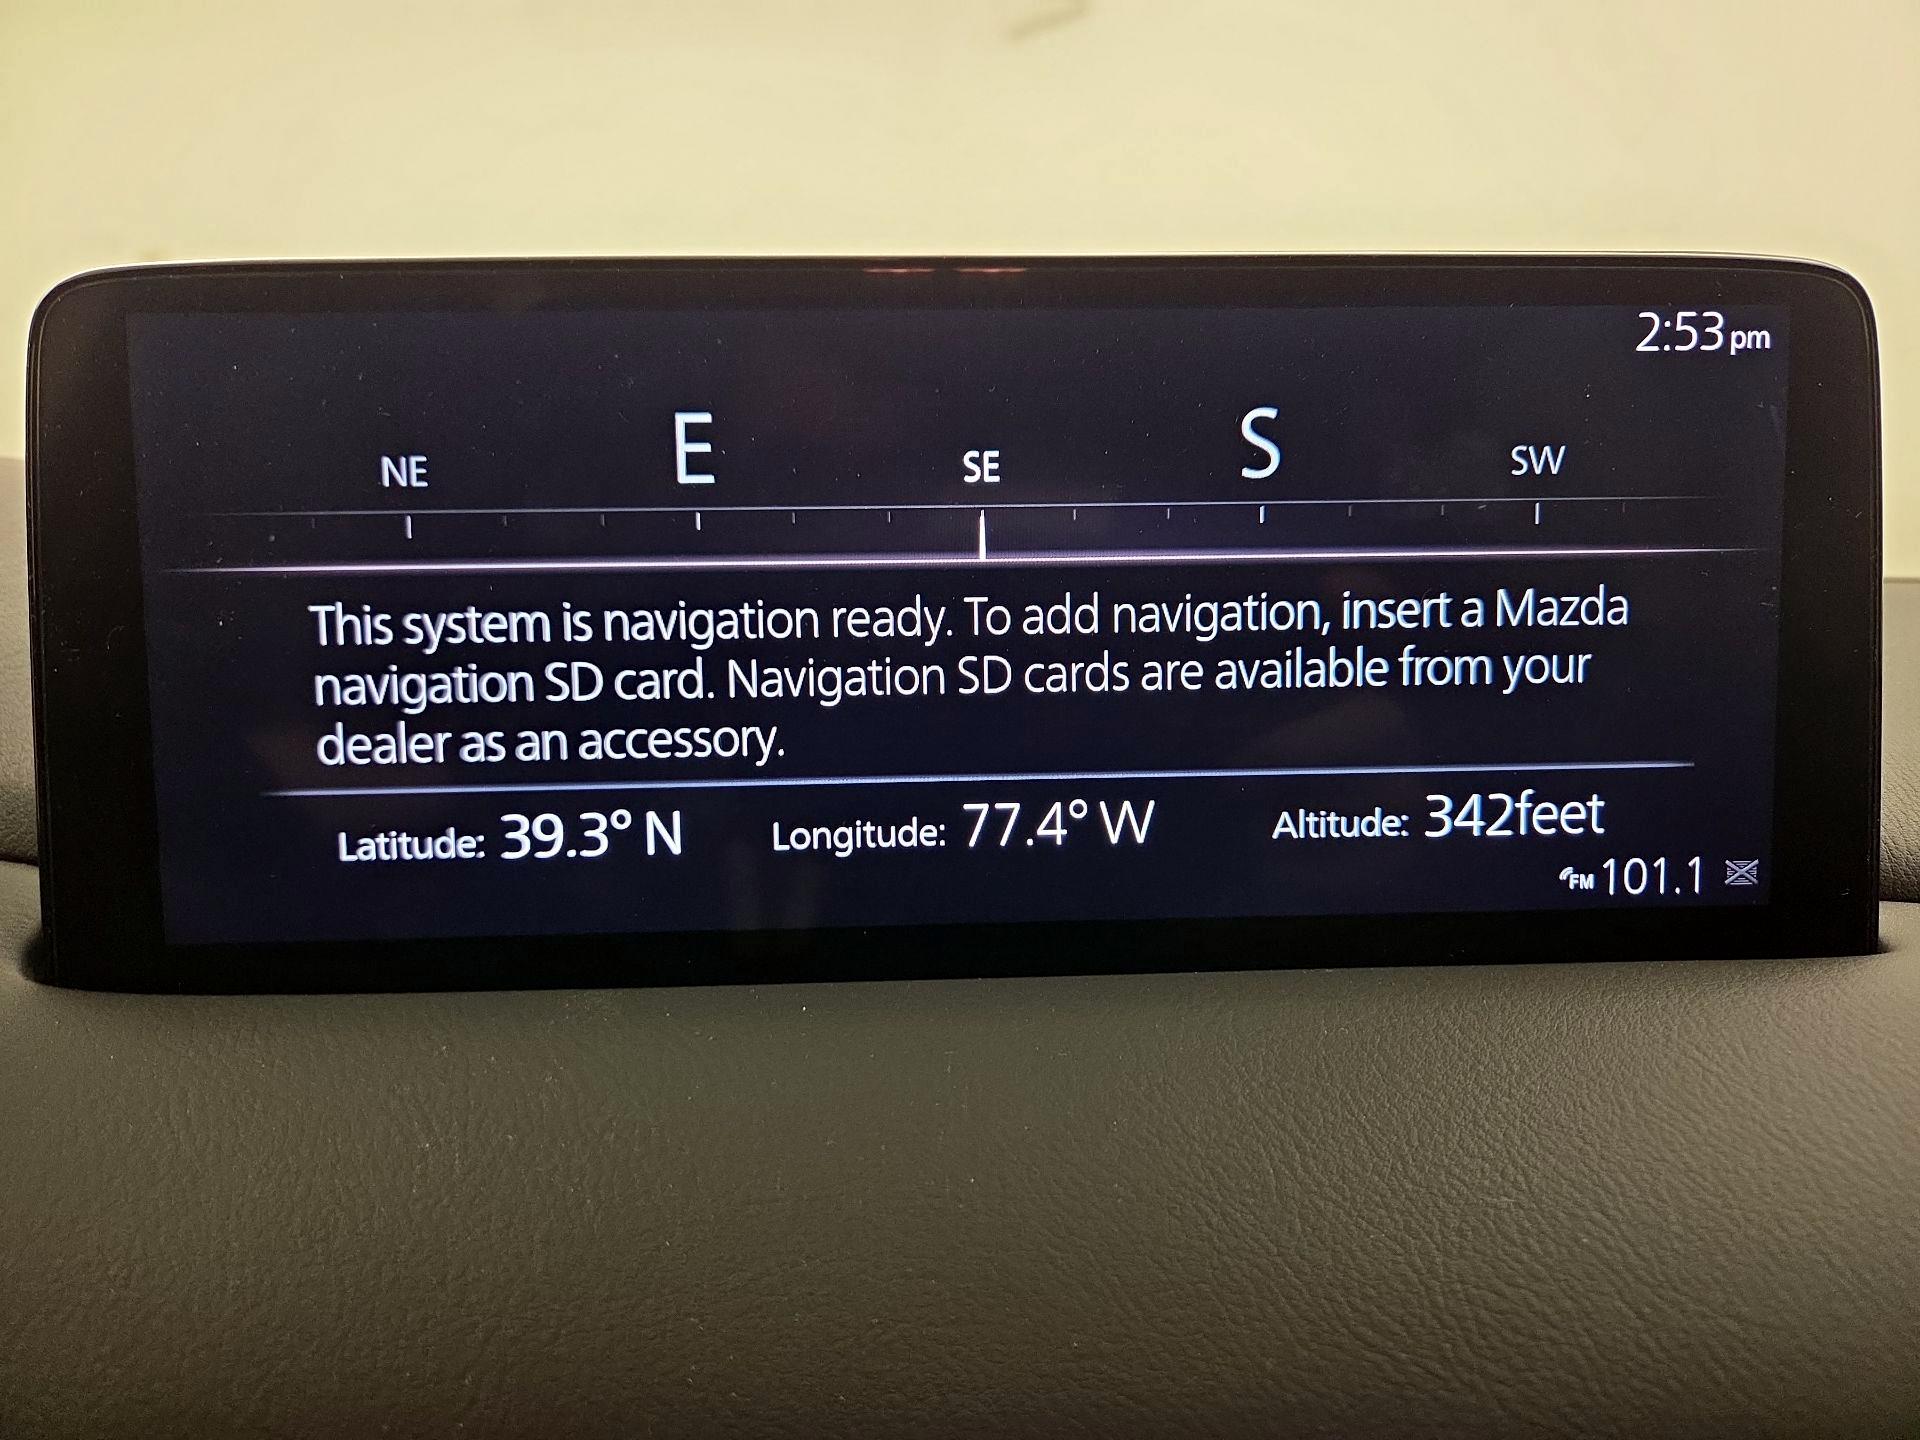 2:53 pm
NE E SE S SW
This system is navigation ready. To add navigation, insert a Mazda
navigation SD card. Navigation SD cards are available from your
dealer as an accessory.
Latitude: 39.3° N Longitude: 77.4° W Altitude: 342feet
FM 101.1